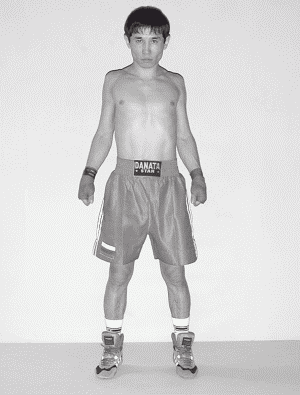 DANATA
★ STAR ★